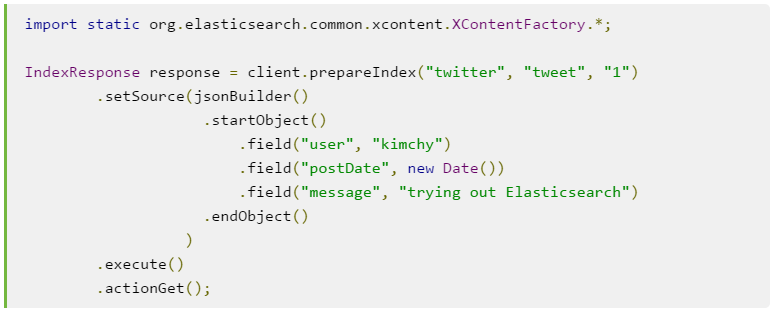 import static org.elasticsearch.common.xcontent.XContentFactory.*;
IndexResponse response = client.prepareIndex("twitter", "tweet", "1")
        .setSource(jsonBuilder()
                    .startObject()
                        .field("user", "kimchy")
                        .field("postDate", new Date())
                        .field("message", "trying out Elasticsearch")
                    .endObject()
                  )
        .execute()
        .actionGet();